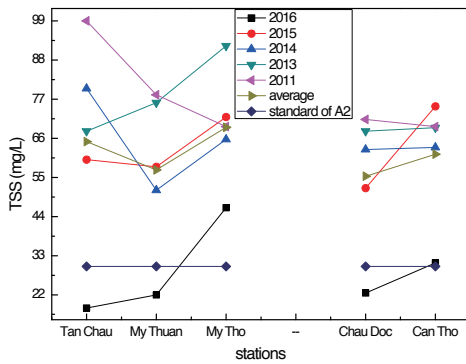 2016
2015
2014
2013
2011
average
standard of A2
TSS (mg/L)
99
88
77
66
55
44
33
22
Tan Chau
My Thuan
My Tho
--
Chau Doc
Can Tho
stations